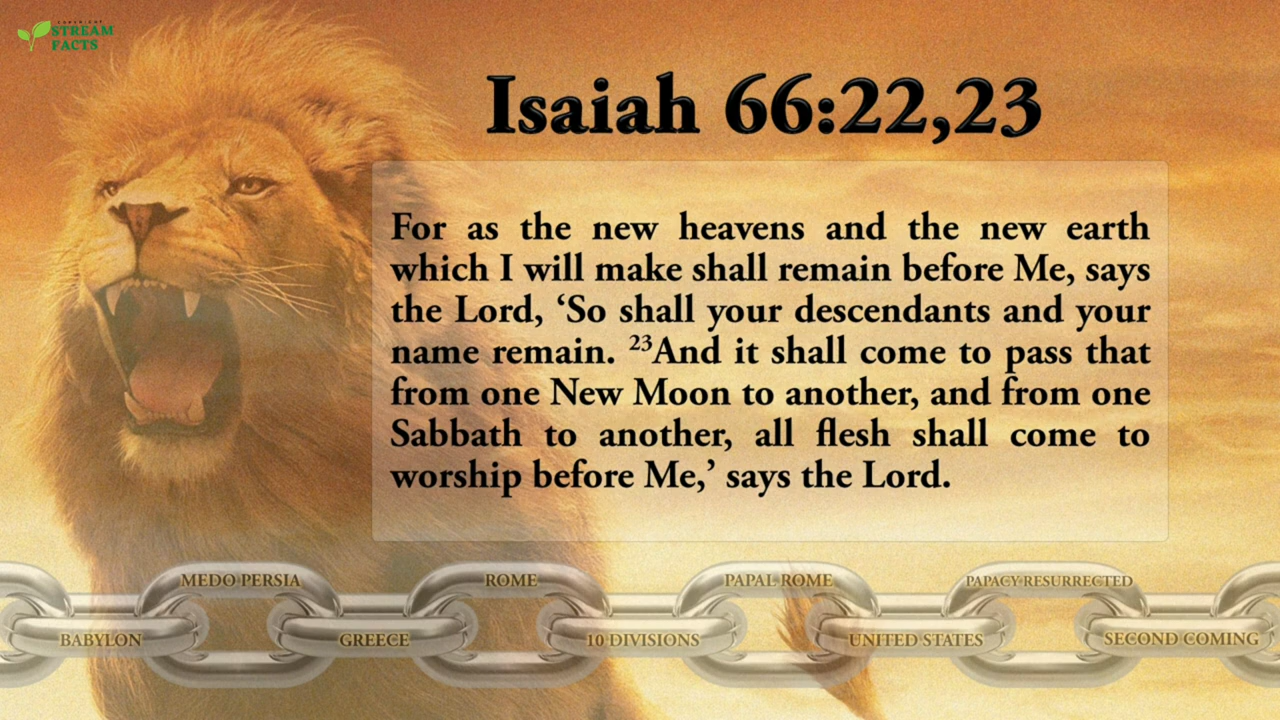 COPYRIGHT
STREAM
FACTS
Isaiah 66:22,23
For as the new heavens and the new earth
which I will make shall remain before Me, says
the Lord, ‘So shall your descendants and your
name remain. ²³And it shall come to pass that
from one New Moon to another, and from one
Sabbath to another, all flesh shall come to
worship before Me,’ says the Lord.
MEDO PERSIA
ROME
PAPAL ROME
PAPACY RESURRECTED
BABYLON
GREECE
10 DIVISIONS
UNITED STATES
SECOND COMING